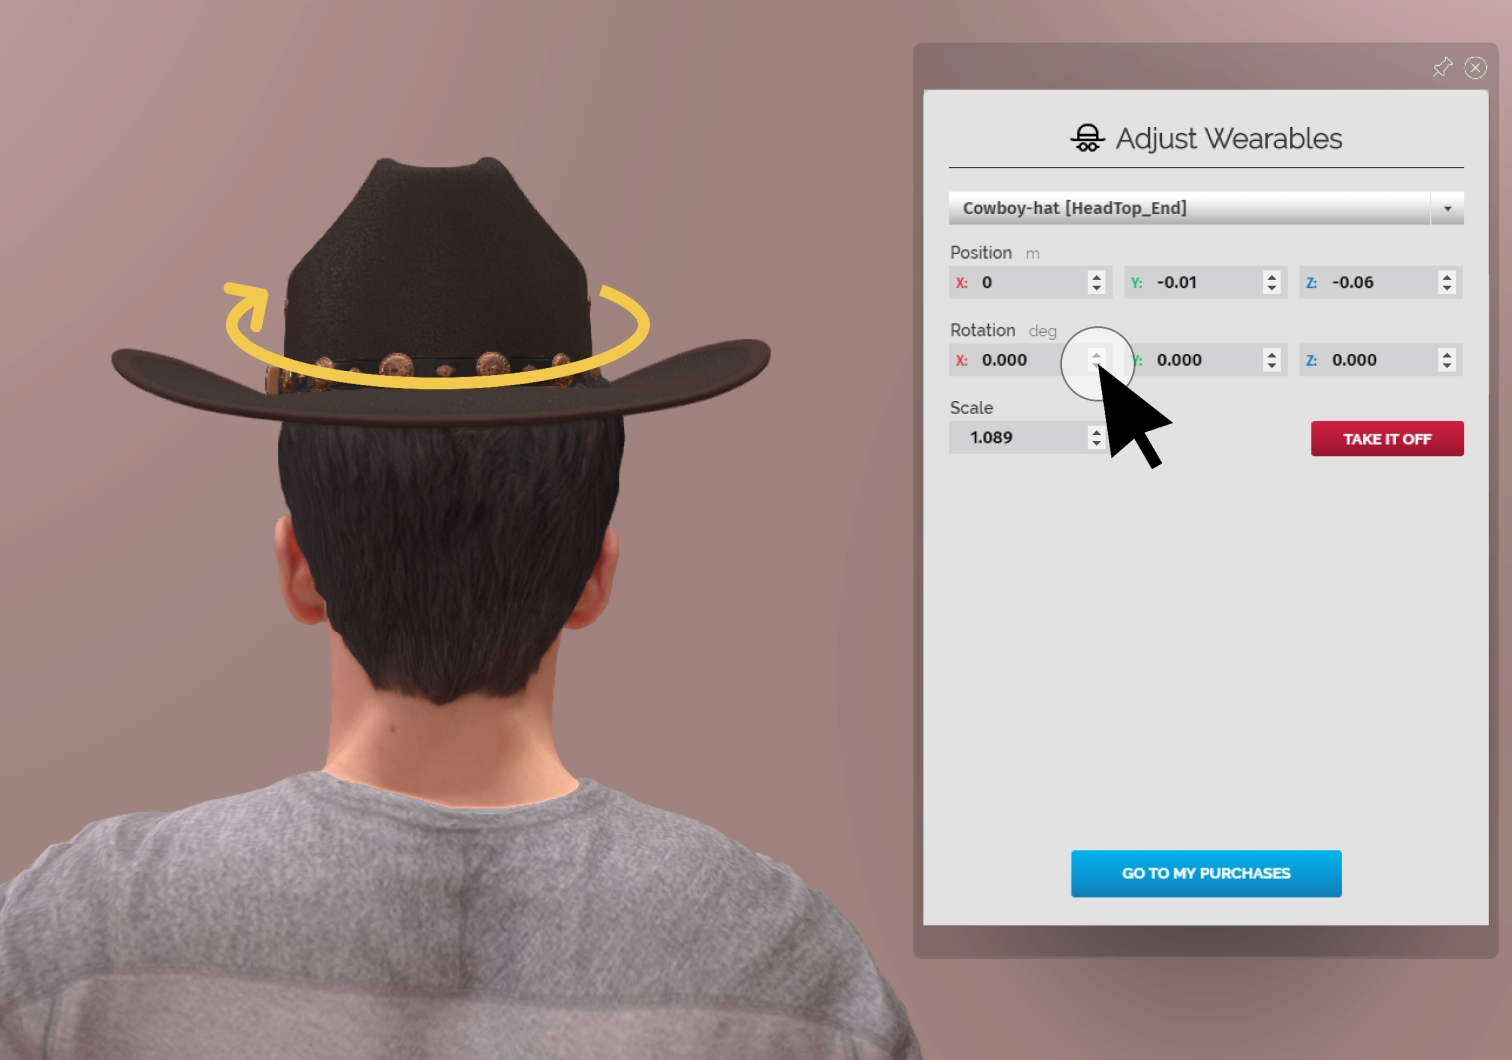 Adjust Wearables
Cowboy-hat [HeadTop_End]
Position m
X: 0 Y: -0.01 Z: -0.06
Rotation deg
X: 0.000 Y: 0.000 Z: 0.000
Scale
1.089
TAKE IT OFF
GO TO MY PURCHASES